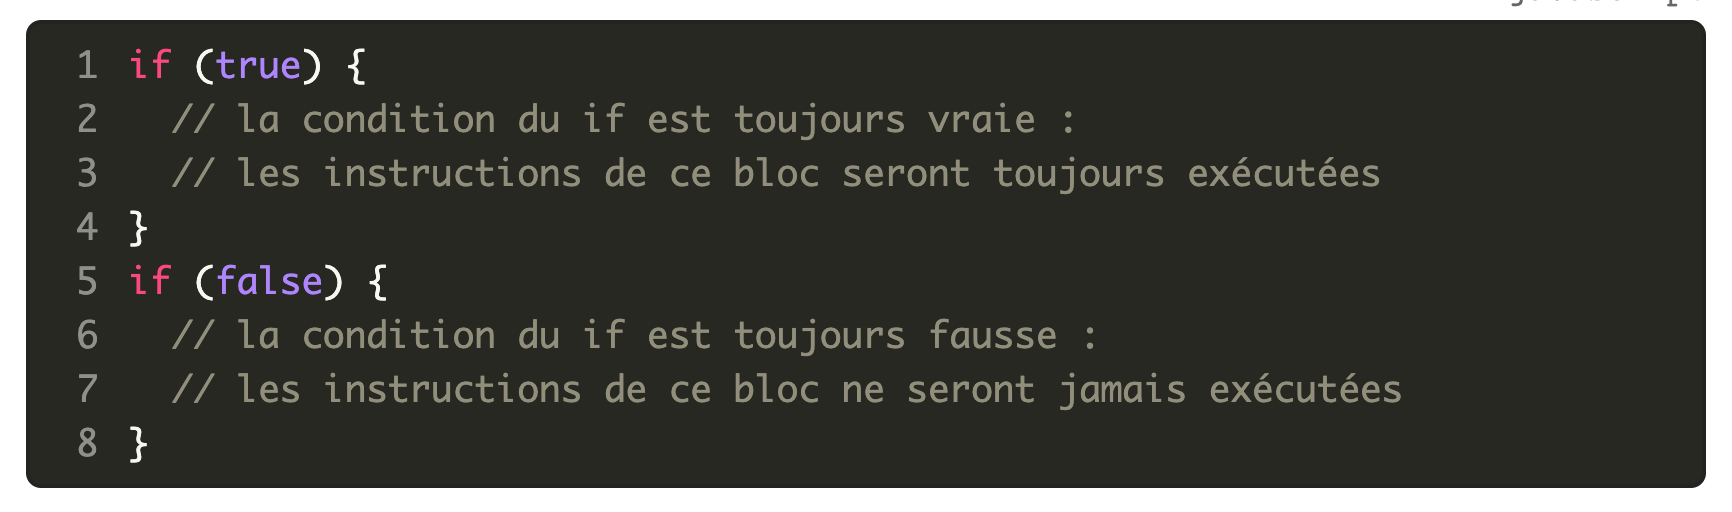 1 if (true) {
2   // la condition du if est toujours vraie :
3   // les instructions de ce bloc seront toujours exécutées
4 }
5 if (false) {
6   // la condition du if est toujours fausse :
7   // les instructions de ce bloc ne seront jamais exécutées
8 }